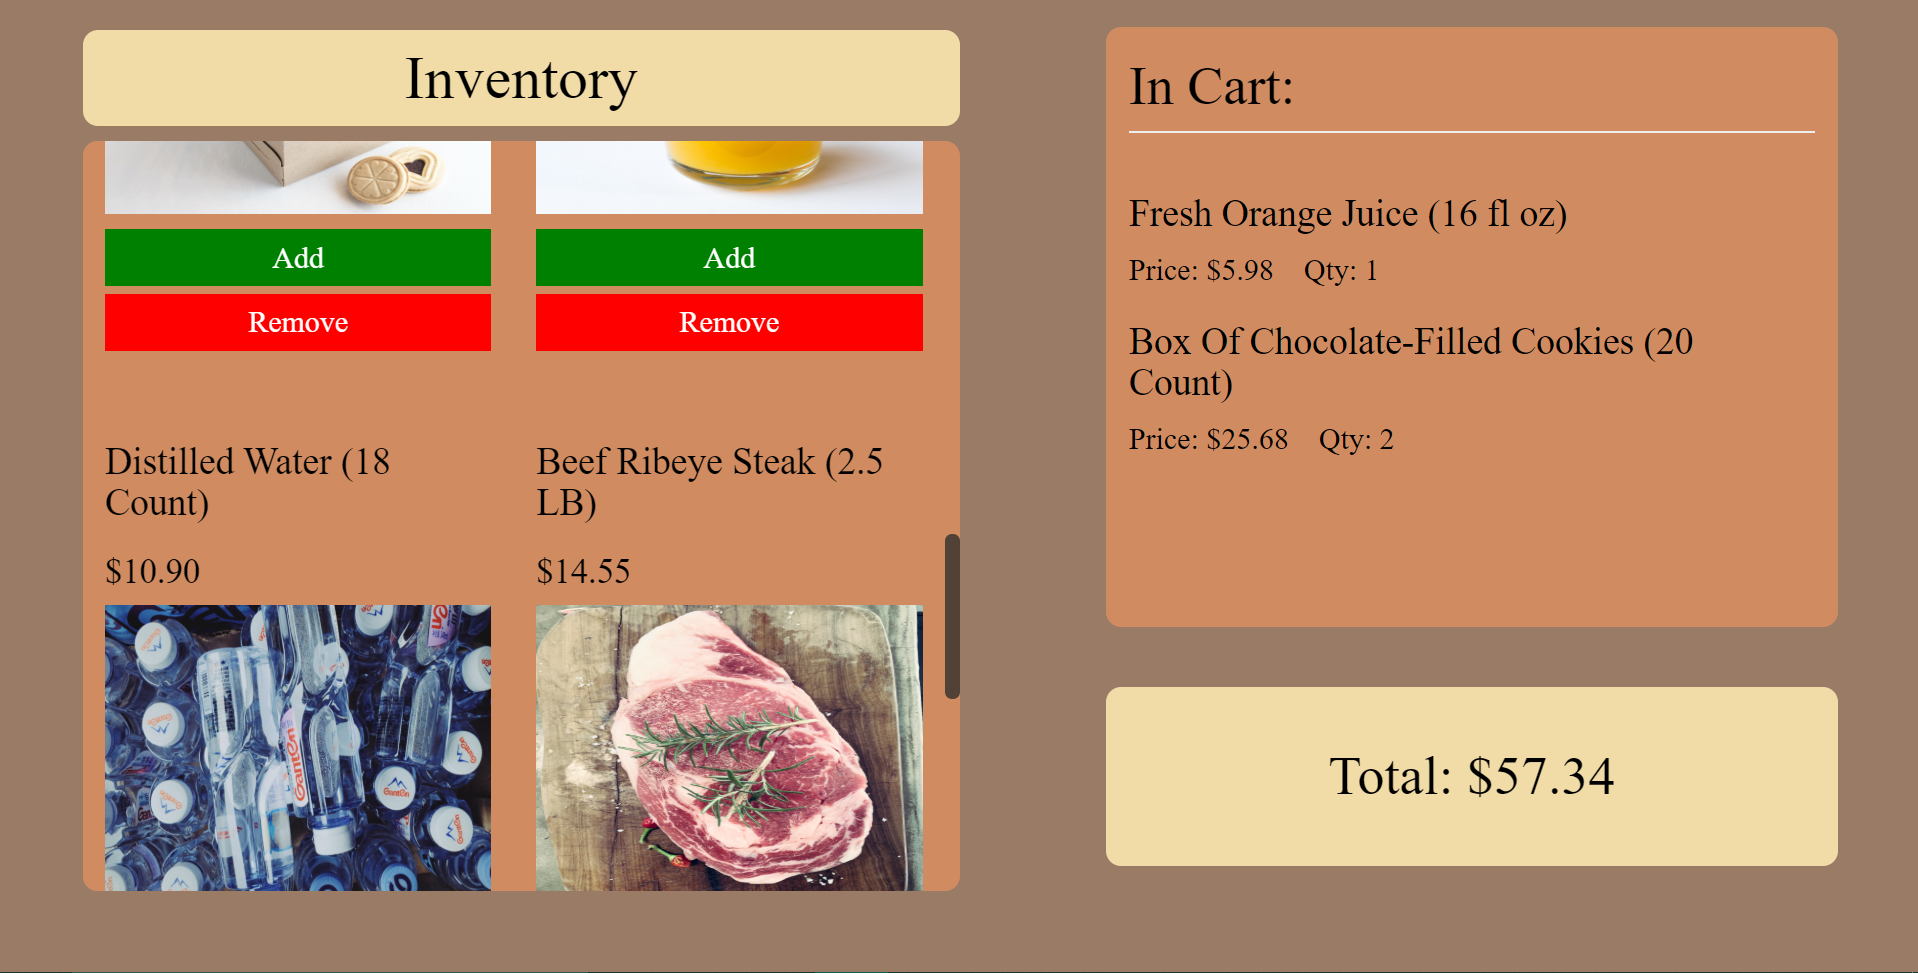 Inventory
Add
Add
Remove
Remove
Distilled Water (18
Count)
$10.90
Beef Ribeye Steak (2.5
LB)
$14.55
Ganten
Ganten
In Cart:
Fresh Orange Juice (16 fl oz)
Price: $5.98 Qty: 1
Box Of Chocolate-Filled Cookies (20
Count)
Price: $25.68 Qty: 2
Total: $57.34